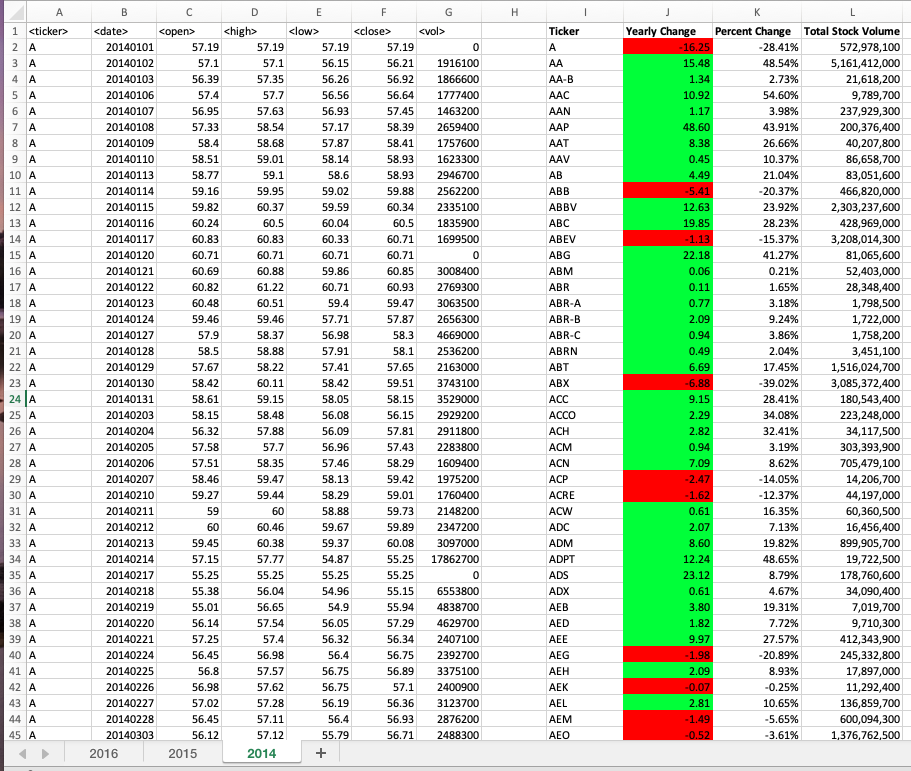 A B C D E F G H I J K L
1 <ticker> <date> <open> <high> <low> <close> <vol> Ticker Yearly Change Percent Change Total Stock Volume
2 A 20140101 57.19 57.19 57.19 57.19 0 A -16.25 -28.41% 572,978,100
3 A 20140102 57.1 57.1 56.15 56.21 1916100 AA 15.48 48.54% 5,161,412,000
4 A 20140103 56.39 57.35 56.26 56.92 1866600 AA-B 1.34 2.73% 21,618,200
5 A 20140106 57.4 57.7 56.56 56.64 1777400 AAC 10.92 54.60% 9,789,700
6 A 20140107 56.95 57.63 56.93 57.45 1463200 AAN 1.17 3.98% 237,929,300
7 A 20140108 57.33 58.54 57.17 58.39 2659400 AAP 48.60 43.91% 200,376,400
8 A 20140109 58.4 58.68 57.87 58.41 1757600 AAT 8.38 26.66% 40,207,800
9 A 20140110 58.51 59.01 58.14 58.93 1623300 AAV 0.45 10.37% 86,658,700
10 A 20140113 58.77 59.1 58.6 58.93 2946700 AB 4.49 21.04% 83,051,600
11 A 20140114 59.16 59.95 59.02 59.88 2562200 ABB -5.41 -20.37% 466,820,000
12 A 20140115 59.82 60.37 59.59 60.34 2335100 ABBV 12.63 23.92% 2,303,237,600
13 A 20140116 60.24 60.5 60.04 60.5 1835900 ABC 19.85 28.23% 428,969,000
14 A 20140117 60.83 60.83 60.33 60.71 1699500 ABEV -1.13 -15.37% 3,208,014,300
15 A 20140120 60.71 60.71 60.71 60.71 0 ABG 22.18 41.27% 81,065,600
16 A 20140121 60.69 60.88 59.86 60.85 3008400 ABM 0.06 0.21% 52,403,000
17 A 20140122 60.82 61.22 60.71 60.93 2769300 ABR 0.11 1.65% 28,348,400
18 A 20140123 60.48 60.51 59.4 59.47 3063500 ABR-A 0.77 3.18% 1,798,500
19 A 20140124 59.46 59.46 57.71 57.87 2656300 ABR-B 2.09 9.24% 1,722,000
20 A 20140127 57.9 58.37 56.98 58.3 4669000 ABR-C 0.94 3.86% 1,758,200
21 A 20140128 58.5 58.88 57.91 58.1 2536200 ABRN 0.49 2.04% 3,451,100
22 A 20140129 57.67 58.22 57.41 57.65 2163000 ABT 6.69 17.45% 1,516,024,700
23 A 20140130 58.42 60.11 58.42 59.51 3743100 ABX -6.88 -39.02% 3,085,372,400
24 A 20140131 58.61 59.15 58.05 58.15 3529000 ACC 9.15 28.41% 180,543,400
25 A 20140203 58.15 58.48 56.08 56.15 2929200 ACCO 2.29 34.08% 223,248,000
26 A 20140204 56.32 57.88 56.09 57.81 2911800 ACH 2.82 32.41% 34,117,500
27 A 20140205 57.58 57.7 56.96 57.43 2283800 ACM 0.94 3.19% 303,393,900
28 A 20140206 57.51 58.35 57.46 58.29 1609400 ACN 7.09 8.62% 705,479,100
29 A 20140207 58.46 59.47 58.13 59.42 1975200 ACP -2.47 -14.05% 14,206,700
30 A 20140210 59.27 59.44 58.29 59.01 1760400 ACRE -1.62 -12.37% 44,197,000
31 A 20140211 59 60 58.88 59.73 2148200 ACW 0.61 16.35% 60,360,500
32 A 20140212 60 60.46 59.67 59.89 2347200 ADC 2.07 7.13% 16,456,400
33 A 20140213 59.45 60.38 59.37 60.08 3097000 ADM 8.60 19.82% 899,905,700
34 A 20140214 57.15 57.77 54.87 55.25 17862700 ADPT 12.24 48.65% 19,722,500
35 A 20140217 55.25 55.25 55.25 55.25 0 ADS 23.12 8.79% 178,760,600
36 A 20140218 55.38 56.04 54.96 55.15 6553800 ADX 0.61 4.67% 34,090,400
37 A 20140219 55.01 56.65 54.9 55.94 4838700 AEB 3.80 19.31% 7,019,700
38 A 20140220 56.14 57.54 56.05 57.29 4629700 AED 1.82 7.72% 9,710,300
39 A 20140221 57.25 57.4 56.32 56.34 2407100 AEE 9.97 27.57% 412,343,900
40 A 20140224 56.45 56.98 56.4 56.75 2392700 AEG -1.98 -20.89% 245,332,800
41 A 20140225 56.8 57.57 56.75 56.89 3375100 AEH 2.09 8.93% 17,897,000
42 A 20140226 56.98 57.62 56.75 57.1 2400900 AEK -0.07 -0.25% 11,292,400
43 A 20140227 57.02 57.28 56.19 56.36 3123700 AEL 2.81 10.65% 136,859,700
44 A 20140228 56.45 57.11 56.4 56.93 2876200 AEM -1.49 -5.65% 600,094,300
45 A 20140303 56.12 57.12 55.79 56.71 2488300 AEO -0.52 -3.61% 1,376,762,500
2016 2015 2014 +